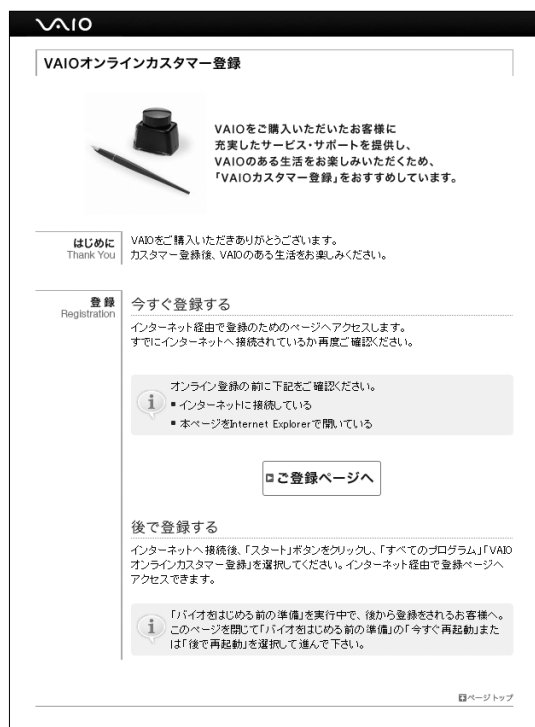 VAIO
VAIOオンラインカスタマー登録
VAIOをご購入いただいたお客様に
充実したサービス・サポートを提供し、
VAIOのある生活をお楽しみいただくため、
「VAIOカスタマー登録」をおすすめしています。
はじめに
Thank You
VAIOをご購入いただきありがとうございます。
カスタマー登録後、VAIOのある生活をお楽しみください。
登録
Registration
今すぐ登録する
インターネット経由で登録のためのページへアクセスします。
すでにインターネットへ接続されているか再度ご確認ください。
オンライン登録の前に下記をご確認ください。
■インターネットに接続している
■本ページをInternet Explorerで開いている
ご登録ページへ
後で登録する
インターネットへ接続後、「スタート」ボタンをクリックし、「すべてのプログラム」「VAIO
オンラインカスタマー登録」を選択してください。インターネット経由で登録ページへ
アクセスできます。
「バイオをはじめる前の準備」を実行中で、後から登録をされるお客様へ。
このページを閉じて「バイオをはじめる前の準備」の「今すぐ再起動」また
は「後で再起動」を選択して進んで下さい。
ページトップ